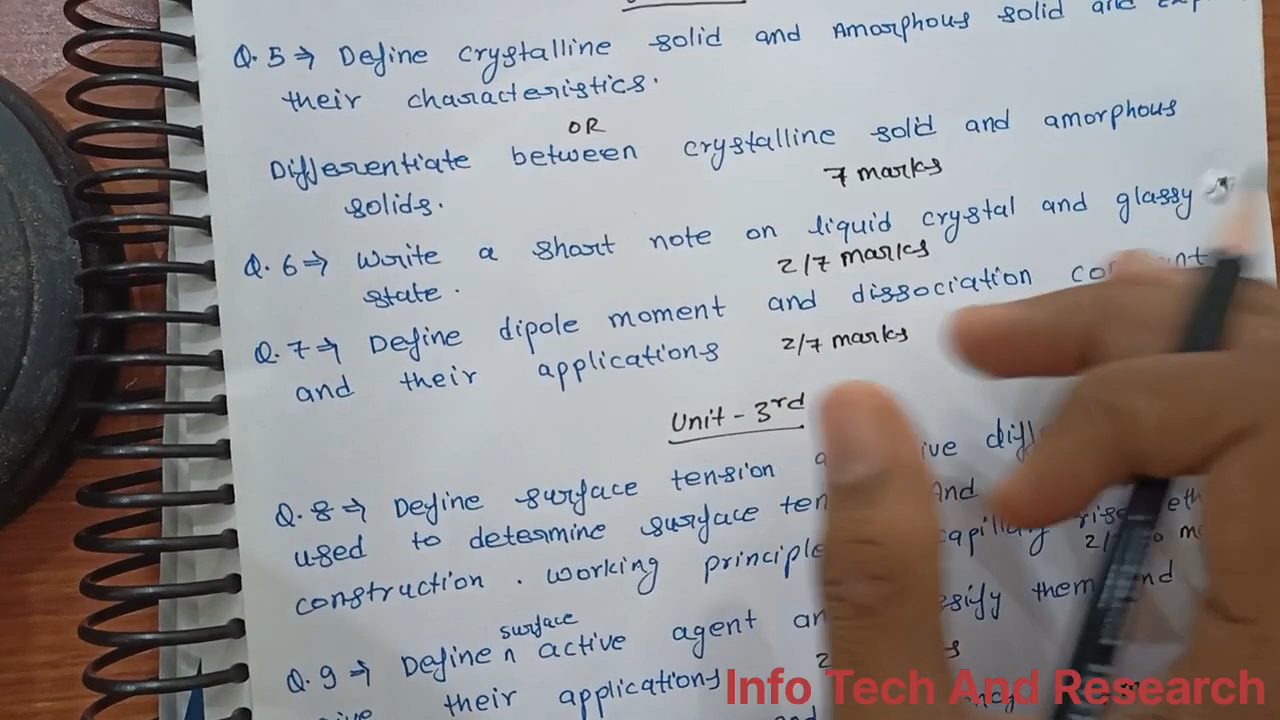 Q.5⇒ Define crystalline solid and Amorphous solid and
their characteristics.
OR
Differentiate between crystalline solid and amorphous
solids.
7 marks
Q.6⇒ Write a short note on liquid crystal and glassy
state.
2/7 marks
Q.7⇒ Define dipole moment and dissociation
and their applications
2/7 marks
Unit-3rd
Q.8⇒ Define surface tension
used to determine surface And
construction. working principle rise
Q.9⇒ Define surface active agent them
their applications
Info Tech And Research